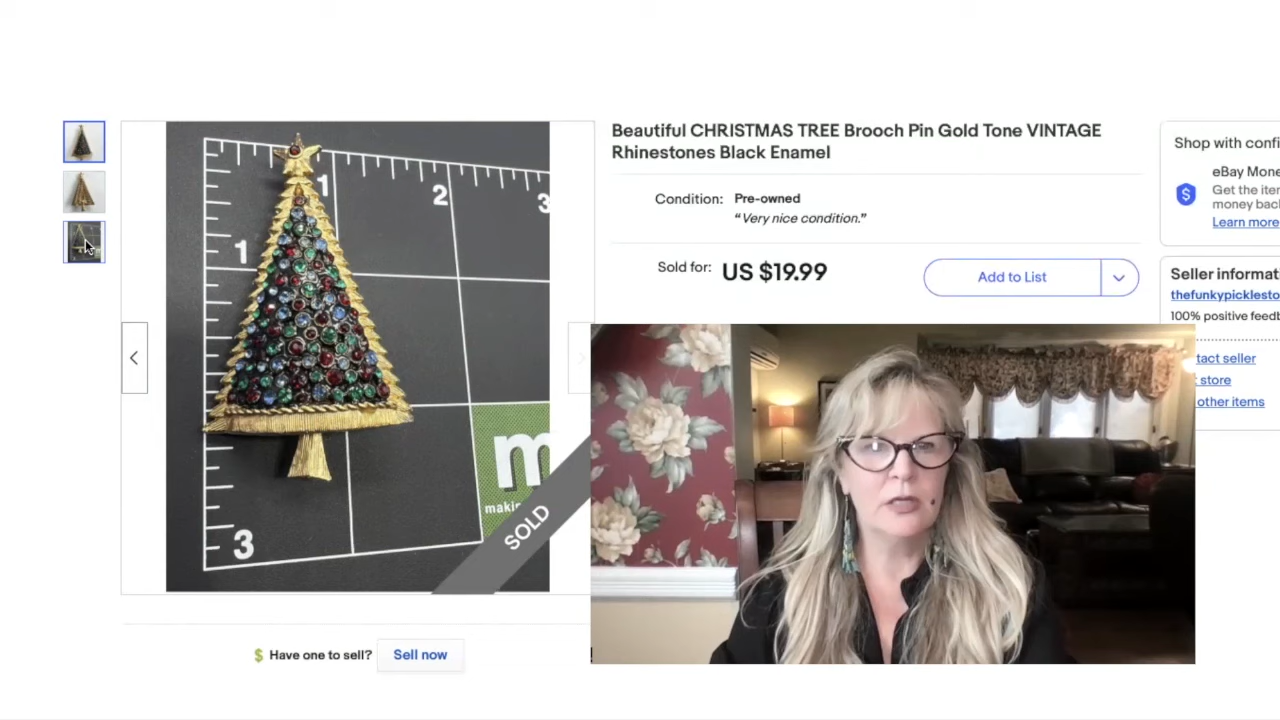 Beautiful CHRISTMAS TREE Brooch Pin Gold Tone VINTAGE
Rhinestones Black Enamel
Condition: Pre-owned
“Very nice condition.”
Sold for: US $19.99
Add to List
Shop with confi
eBay Mone
Get the iter
money back
Learn more
Seller informat
thefunkypicklesto
100% positive feedb
tact seller
store
other items
1
2
3
1
m
makin
SOLD
3
$ Have one to sell? Sell now